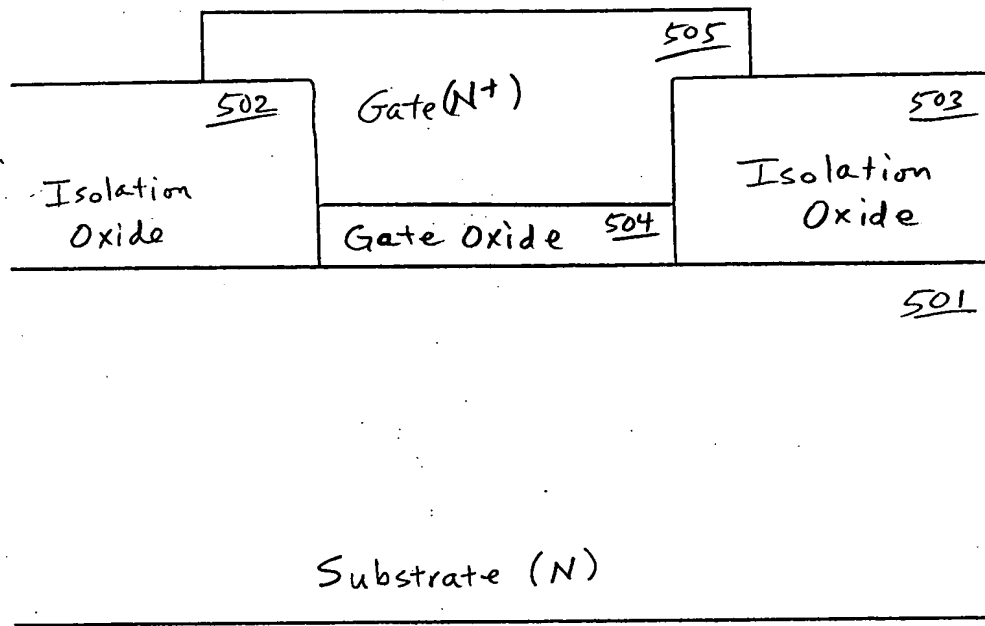 505
502
Gate (N+)
503
Isolation
Oxide
Isolation
Oxide
Gate Oxide 504
501
Substrate (N)